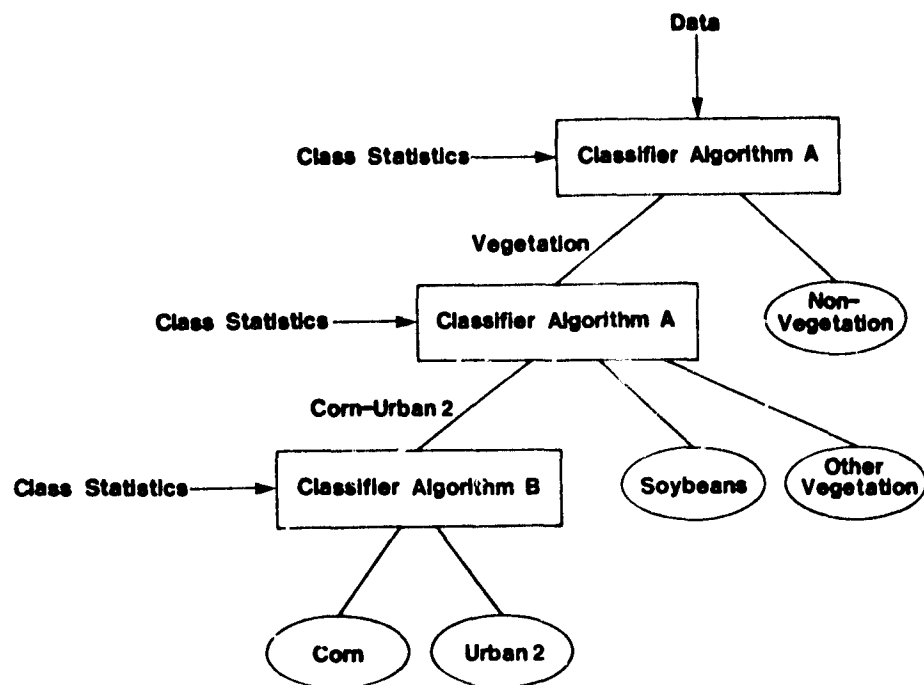 Data
Class Statistics
Classifier Algorithm A
Vegetation
Non-
Vegetation
Class Statistics
Classifier Algorithm A
Corn-Urban 2
Class Statistics
Classifier Algorithm B
Soybeans
Other
Vegetation
Corn
Urban 2